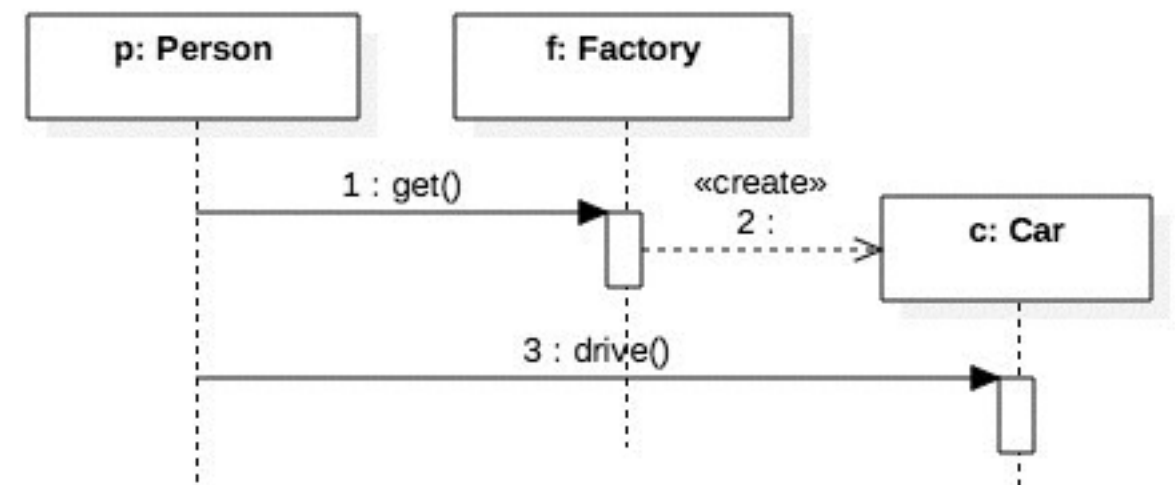 p: Person
f: Factory
1 : get()
«create»
2 :
c: Car
3 : drive()